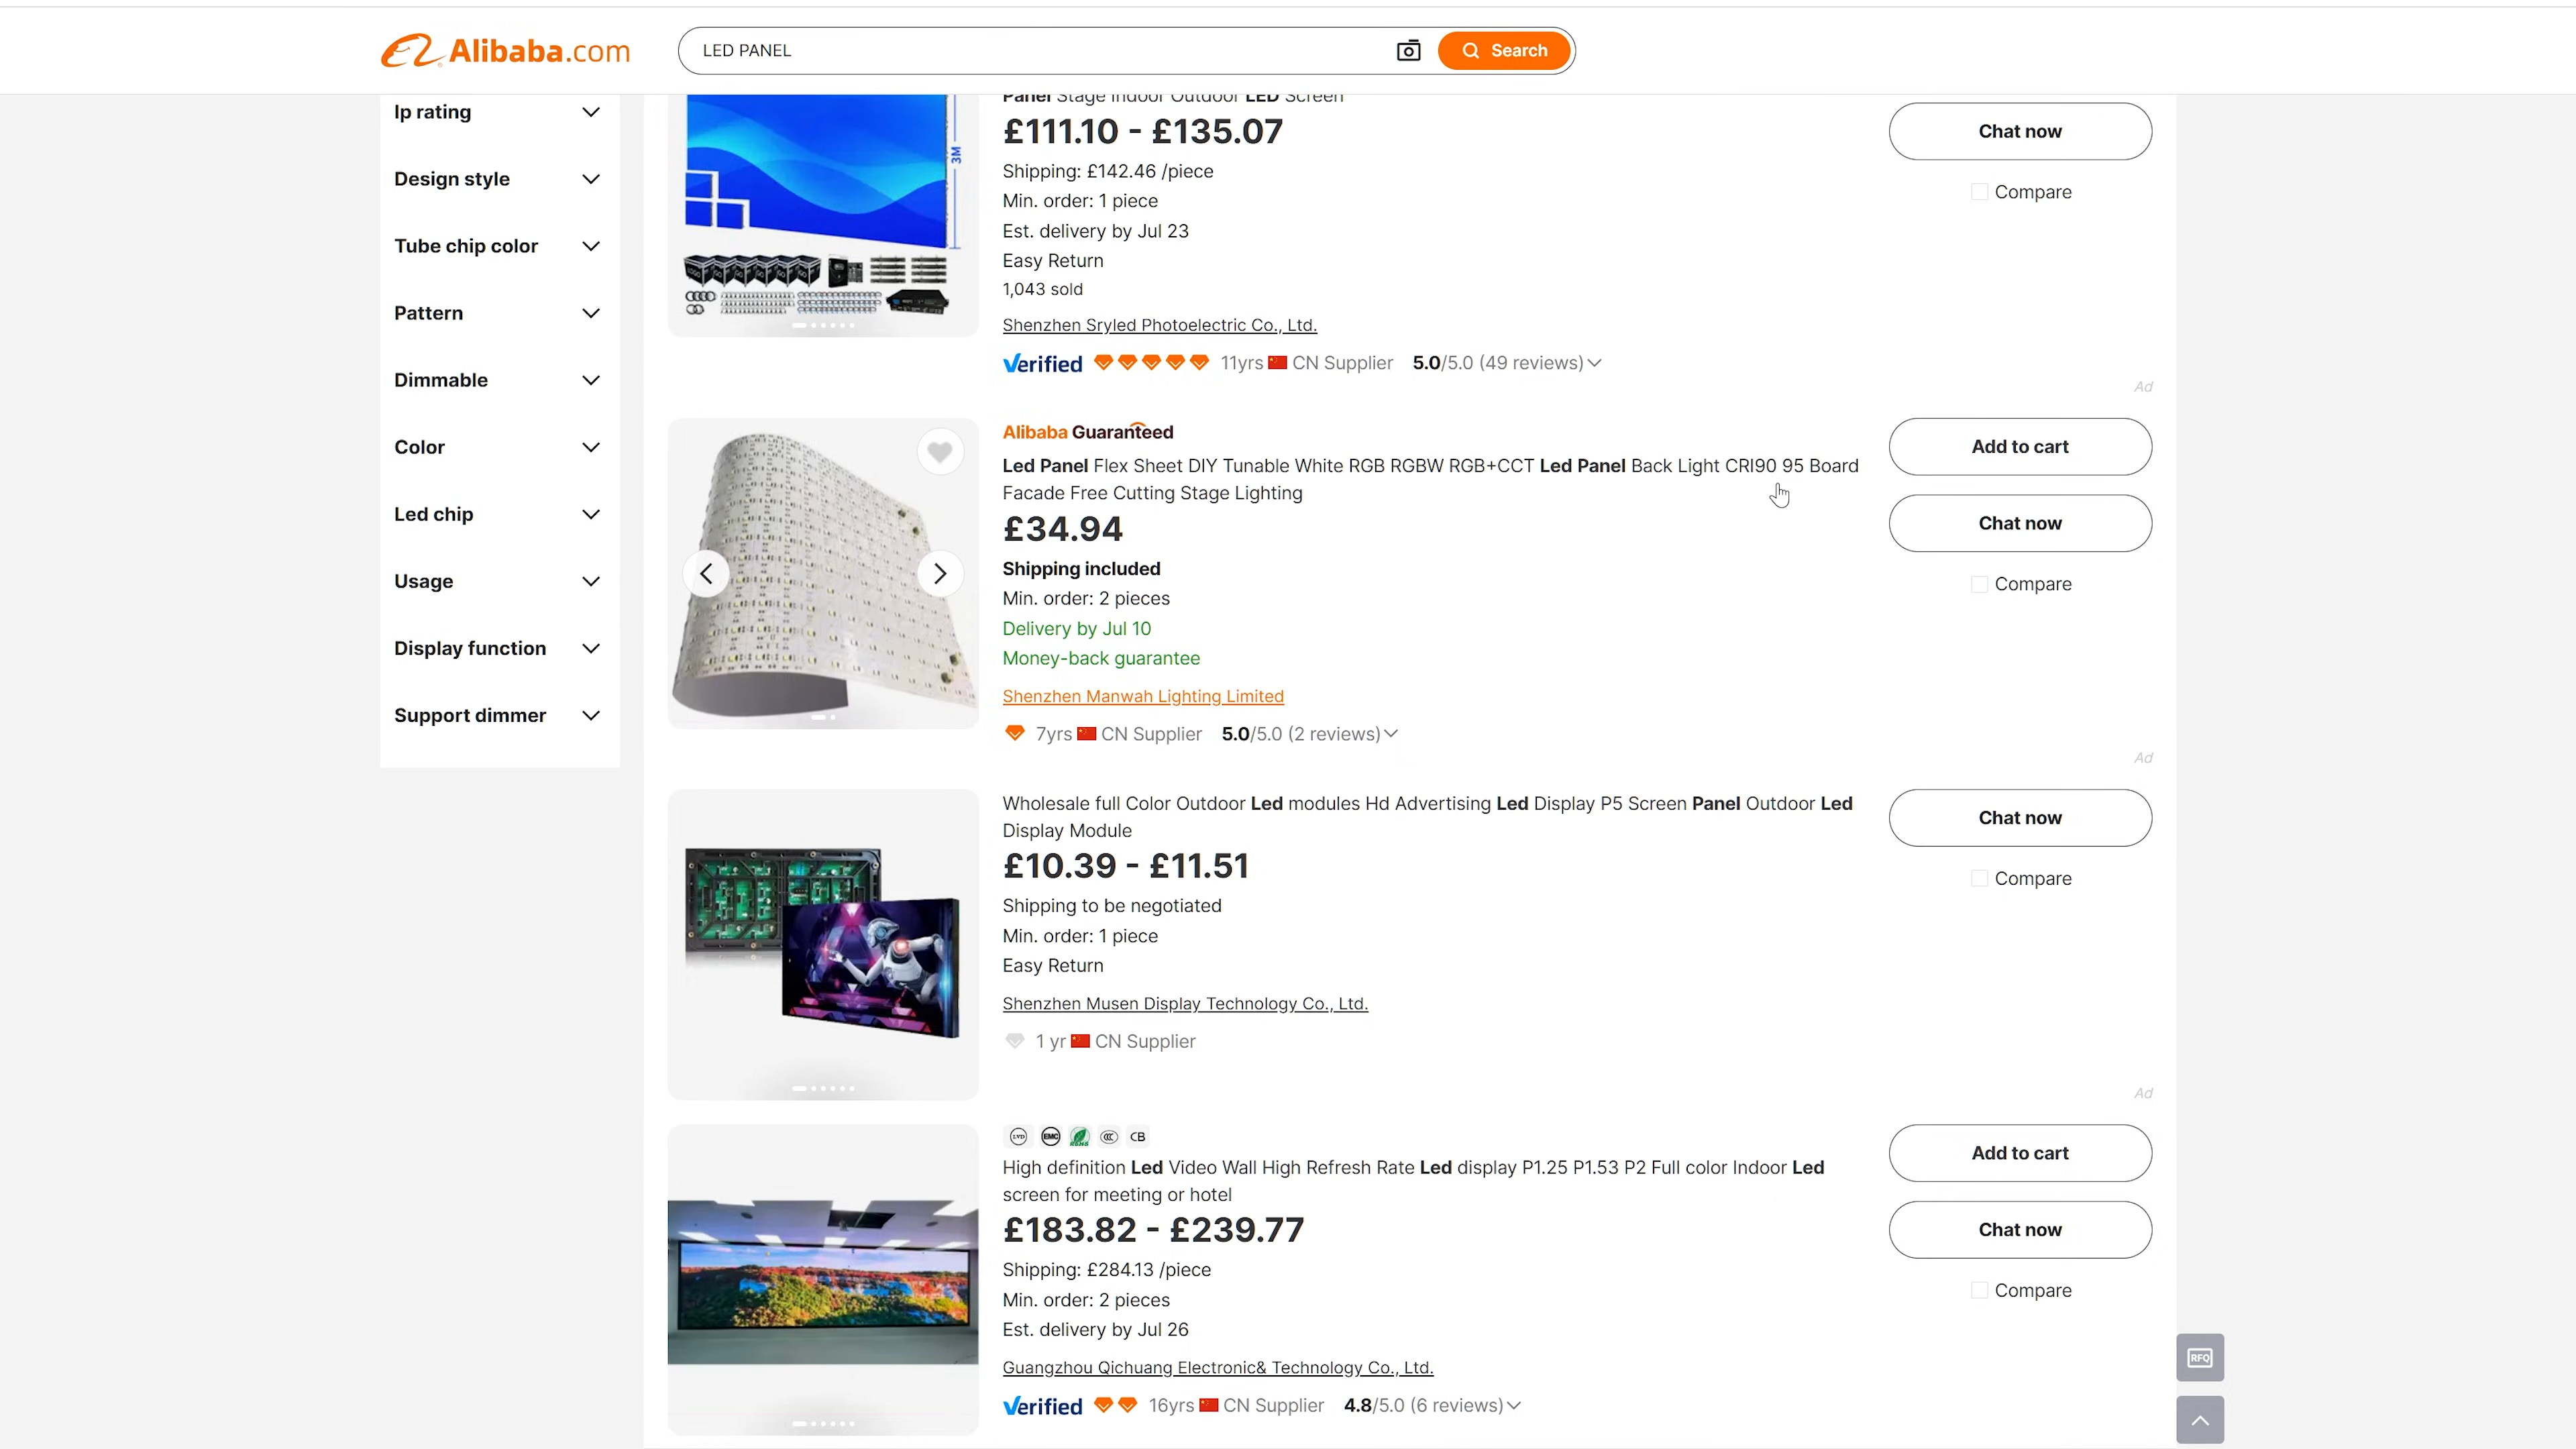 Alibaba.com
LED PANEL
Search
Ip rating
Design style
Tube chip color
Pattern
Dimmable
Color
Led chip
Usage
Display function
Support dimmer
3M
Panel Stage Indoor Outdoor LED Screen
£111.10 - £135.07
Shipping: £142.46 /piece
Min. order: 1 piece
Est. delivery by Jul 23
Easy Return
1,043 sold
Shenzhen Sryled Photoelectric Co., Ltd.
Verified 11yrs CN Supplier 5.0/5.0 (49 reviews)
Chat now
Compare
Ad
Alibaba Guaranteed
Led Panel Flex Sheet DIY Tunable White RGB RGBW RGB+CCT Led Panel Back Light CRI90 95 Board
Facade Free Cutting Stage Lighting
£34.94
Shipping included
Min. order: 2 pieces
Delivery by Jul 10
Money-back guarantee
Shenzhen Manwah Lighting Limited
7yrs CN Supplier 5.0/5.0 (2 reviews)
Add to cart
Chat now
Compare
Ad
Wholesale full Color Outdoor Led modules Hd Advertising Led Display P5 Screen Panel Outdoor Led
Display Module
£10.39 - £11.51
Shipping to be negotiated
Min. order: 1 piece
Easy Return
Shenzhen Musen Display Technology Co., Ltd.
1 yr CN Supplier
Chat now
Compare
Ad
LVD EMC RoHS CCC CB
High definition Led Video Wall High Refresh Rate Led display P1.25 P1.53 P2 Full color Indoor Led
screen for meeting or hotel
£183.82 - £239.77
Shipping: £284.13 /piece
Min. order: 2 pieces
Est. delivery by Jul 26
Guangzhou Qichuang Electronic& Technology Co., Ltd.
Verified 16yrs CN Supplier 4.8/5.0 (6 reviews)
Add to cart
Chat now
Compare
RFQ